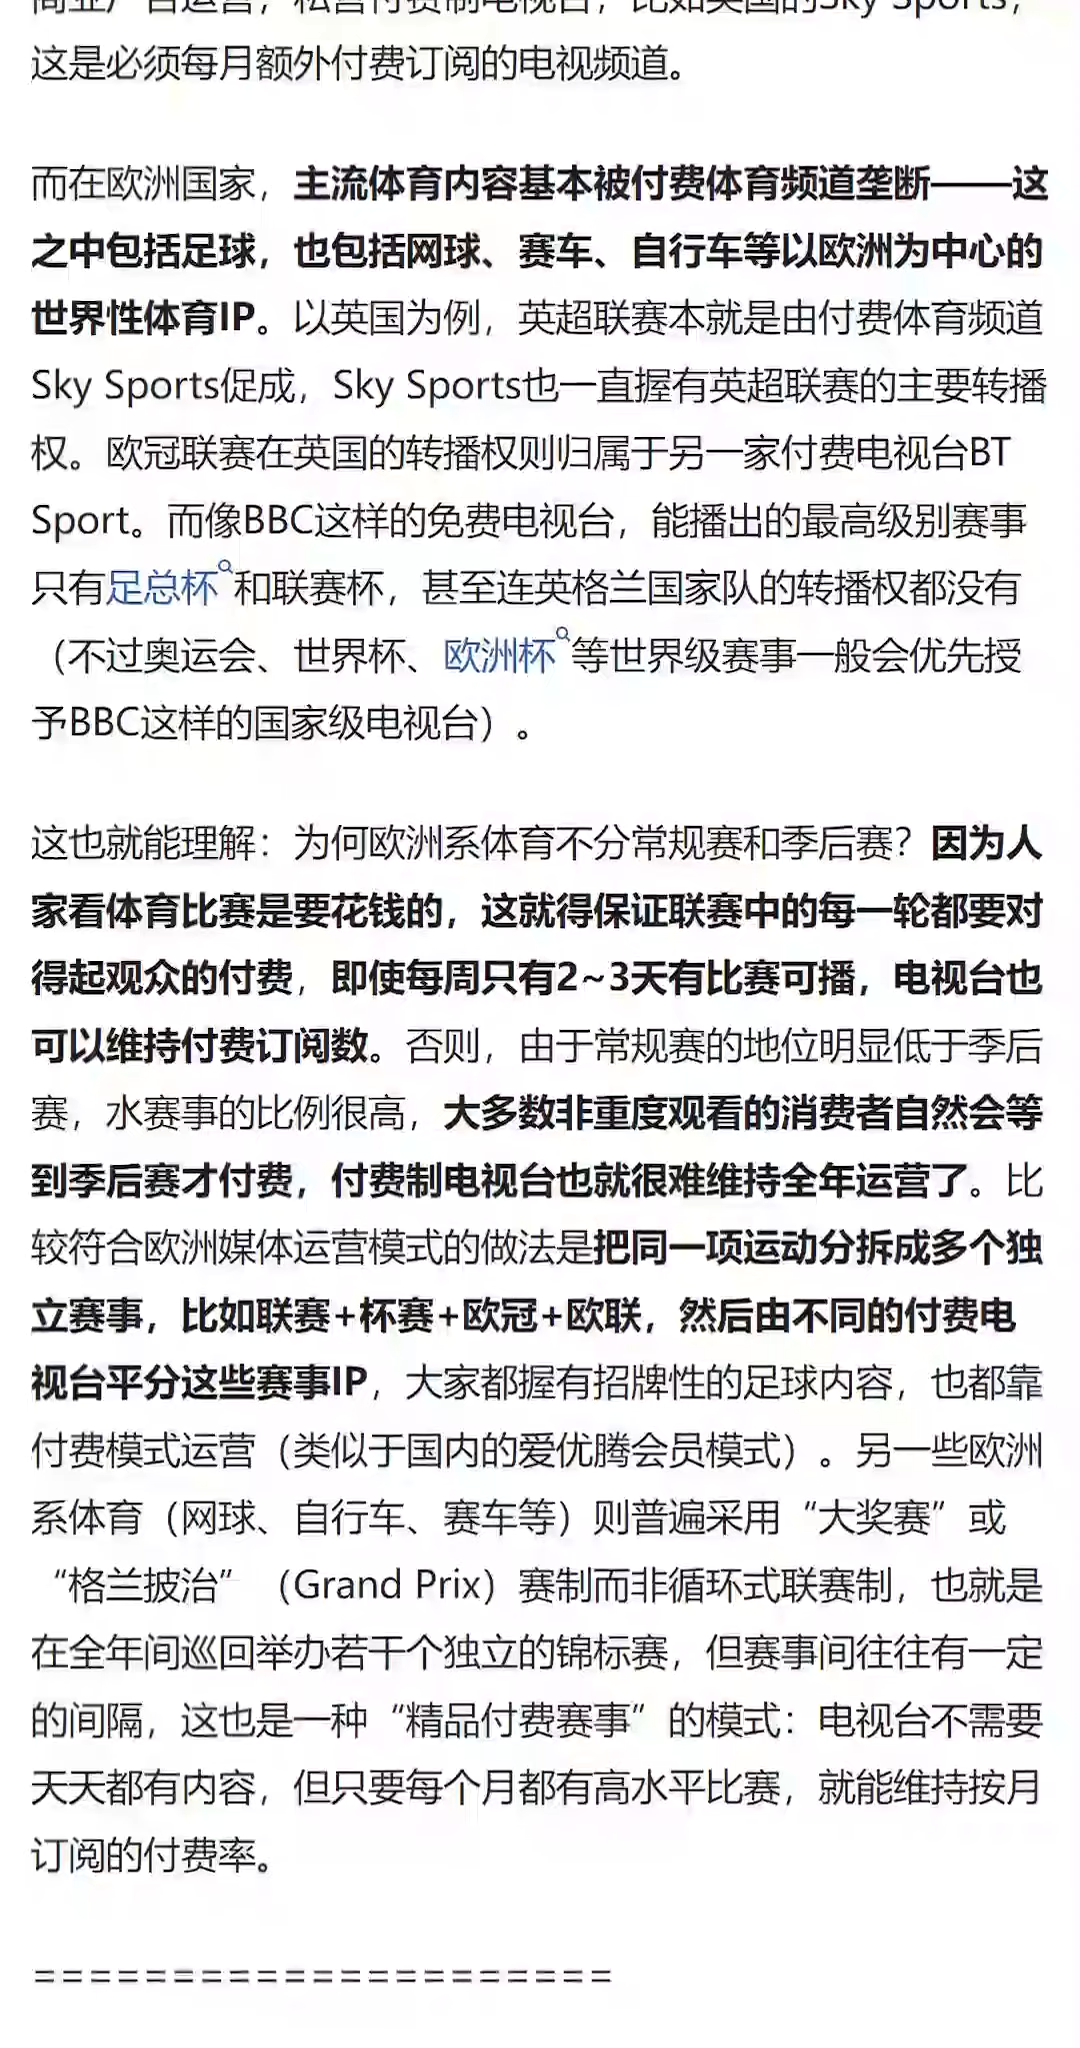 商业广告运营，私营付费制电视台，比如英国的Sky Sports，
这是必须每月额外付费订阅的电视频道。
而在欧洲国家，主流体育内容基本被付费体育频道垄断——这
之中包括足球，也包括网球、赛车、自行车等以欧洲为中心的
世界性体育IP。以英国为例，英超联赛本就是由付费体育频道
Sky Sports促成，Sky Sports也一直握有英超联赛的主要转播
权。欧冠联赛在英国的转播权则归属于另一家付费电视台BT
Sport。而像BBC这样的免费电视台，能播出的最高级别赛事
只有足总杯和联赛杯，甚至连英格兰国家队的转播权都没有
（不过奥运会、世界杯、欧洲杯等世界级赛事一般会优先授
予BBC这样的国家级电视台）。
这也就能理解：为何欧洲系体育不分常规赛和季后赛？因为人
家看体育比赛是要花钱的，这就得保证联赛中的每一轮都要对
得起观众的付费，即使每周只有2~3天有比赛可播，电视台也
可以维持付费订阅数。否则，由于常规赛的地位明显低于季后
赛，水赛事的比例很高，大多数非重度观看的消费者自然会等
到季后赛才付费，付费制电视台也就很难维持全年运营了。比
较符合欧洲媒体运营模式的做法是把同一项运动分拆成多个独
立赛事，比如联赛+杯赛+欧冠+欧联，然后由不同的付费电
视台平分这些赛事IP，大家都握有招牌性的足球内容，也都靠
付费模式运营（类似于国内的爱优腾会员模式）。另一些欧洲
系体育（网球、自行车、赛车等）则普遍采用“大奖赛”或
“格兰披治”（Grand Prix）赛制而非循环式联赛制，也就是
在全年间巡回举办若干个独立的锦标赛，但赛事间往往有一定
的间隔，这也是一种“精品付费赛事”的模式：电视台不需要
天天都有内容，但只要每个月都有高水平比赛，就能维持按月
订阅的付费率。
=====================